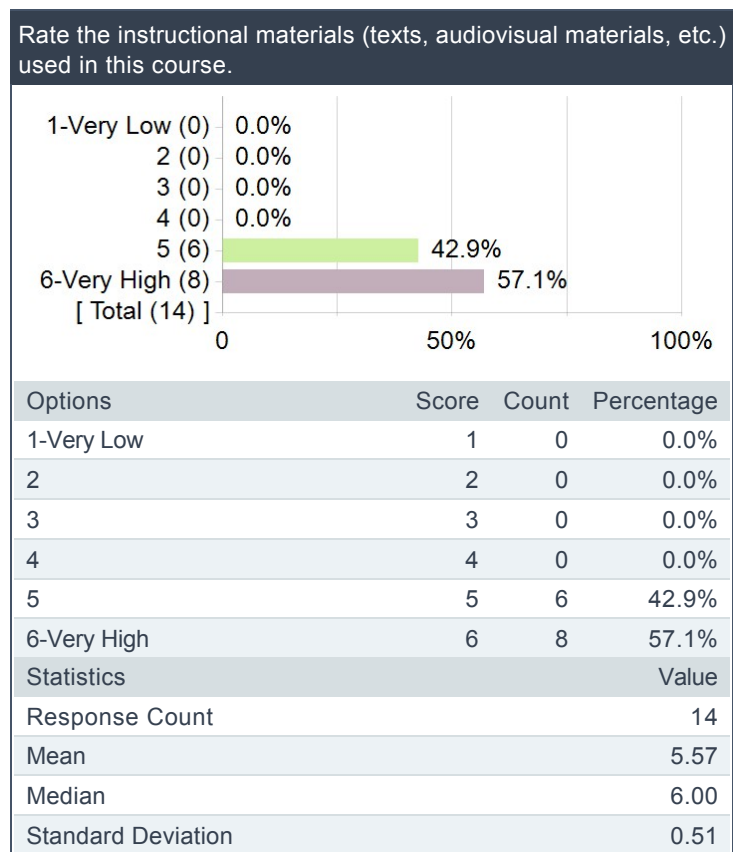 Rate the instructional materials (texts, audiovisual materials, etc.)
used in this course.
1-Very Low (0) 0.0%
2 (0) 0.0%
3 (0) 0.0%
4 (0) 0.0%
5 (6) 42.9%
6-Very High (8) 57.1%
[ Total (14) ]
0 50% 100%
Options Score Count Percentage
1-Very Low 1 0 0.0%
2 2 0 0.0%
3 3 0 0.0%
4 4 0 0.0%
5 5 6 42.9%
6-Very High 6 8 57.1%
Statistics Value
Response Count 14
Mean 5.57
Median 6.00
Standard Deviation 0.51